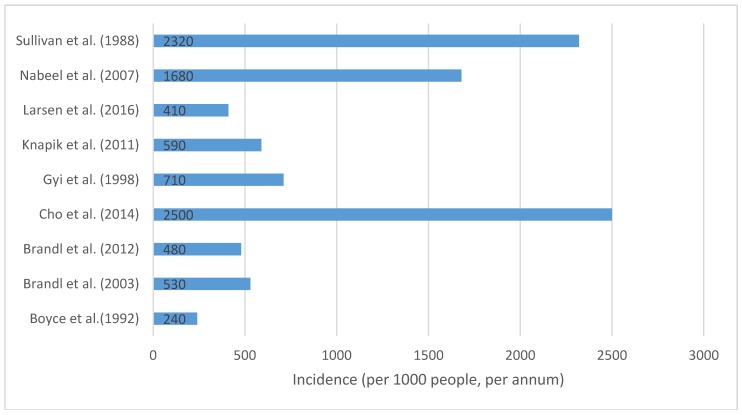 Sullivan et al. (1988) 2320
Nabeel et al. (2007) 1680
Larsen et al. (2016) 410
Knapik et al. (2011) 590
Gyi et al. (1998) 710
Cho et al. (2014) 2500
Brandl et al. (2012) 480
Brandl et al. (2003) 530
Boyce et al.(1992) 240
0 500 1000 1500 2000 2500 3000
Incidence (per 1000 people, per annum)